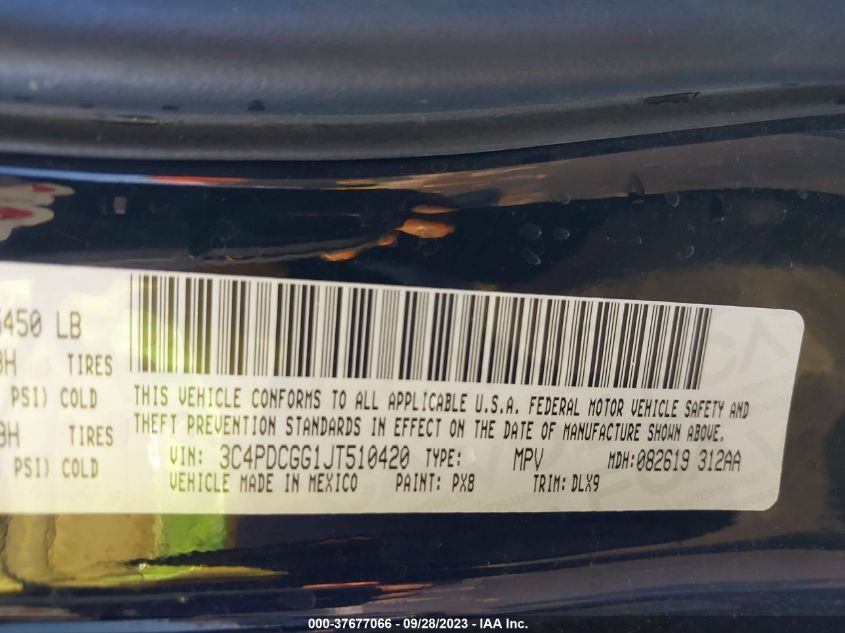 450 LB
TIRES
PSI) COLD
TIRES
PSI) COLD
THIS VEHICLE CONFORMS TO ALL APPLICABLE U.S.A. FEDERAL MOTOR VEHICLE SAFETY AND
THEFT PREVENTION STANDARDS IN EFFECT ON THE DATE OF MANUFACTURE SHOWN ABOVE.
VIN: 3C4PDCGG1JT510420 TYPE: MPV MDH:082619 312AA
VEHICLE MADE IN MEXICO PAINT: PX8 TRIM: DLX9
000-37677066 - 09/28/2023 - IAA Inc.